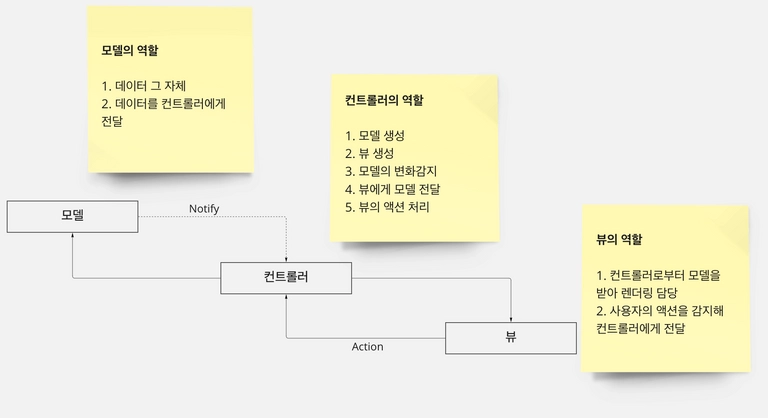 모델의 역할
1. 데이터 그 자체
2. 데이터를 컨트롤러에게
전달
컨트롤러의 역할
1. 모델 생성
2. 뷰 생성
3. 모델의 변화감지
4. 뷰에게 모델 전달
5. 뷰의 액션 처리
뷰의 역할
1. 컨트롤러로부터 모델을
받아 렌더링 담당
2. 사용자의 액션을 감지해
컨트롤러에게 전달
모델
Notify
컨트롤러
뷰
Action